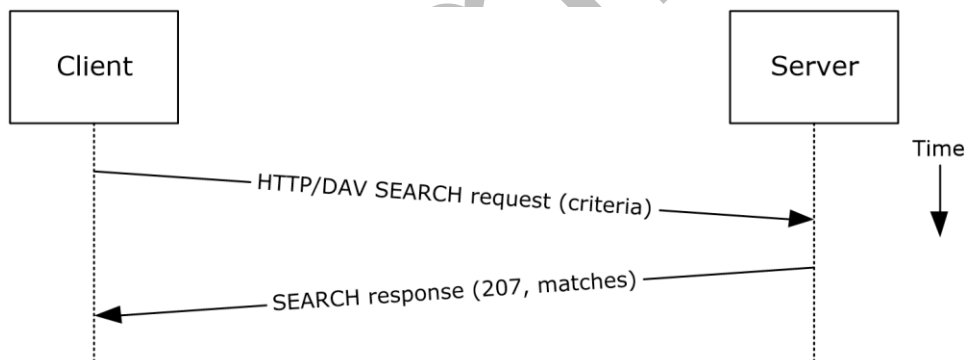 Client
Server
Time
HTTP/DAV SEARCH request (criteria)
SEARCH response (207, matches)